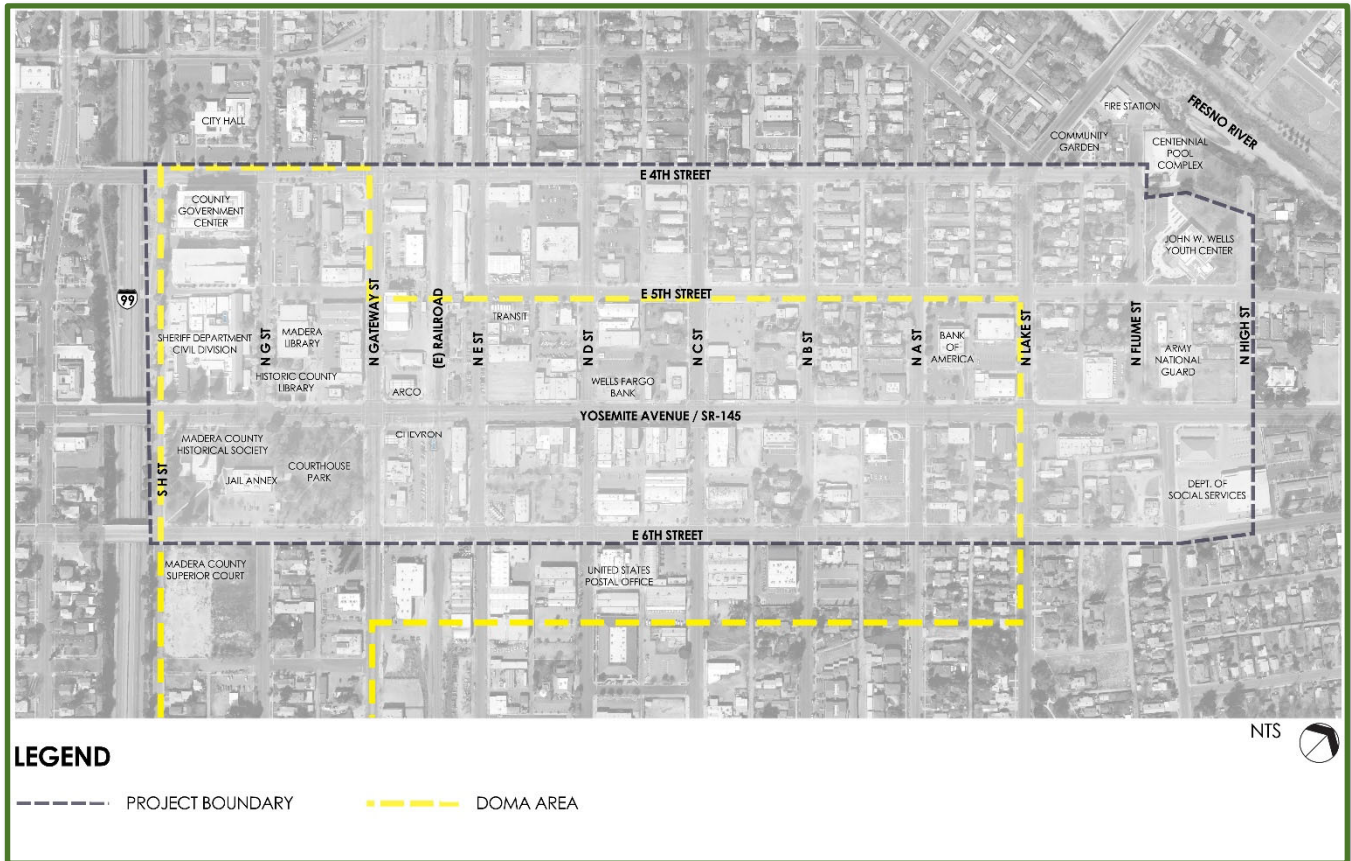 CITY HALL
FIRE STATION
FRESNO RIVER
COMMUNITY
GARDEN
CENTENNIAL
POOL
COMPLEX
E 4TH STREET
COUNTY
GOVERNMENT
CENTER
JOHN W. WELLS
YOUTH CENTER
99
E 5TH STREET
SHERIFF DEPARTMENT
CIVIL DIVISION
N G ST
MADERA
LIBRARY
HISTORIC COUNTY
LIBRARY
N GATEWAY ST
ARCO
(E) RAILROAD
N E ST
TRANSIT
N D ST
WELLS FARGO
BANK
N C ST
N B ST
N A ST
BANK
OF
AMERICA
N LAKE ST
N FLUME ST
ARMY
NATIONAL
GUARD
N HIGH ST
YOSEMITE AVENUE / SR-145
S H ST
MADERA COUNTY
HISTORICAL SOCIETY
JAIL ANNEX
COURTHOUSE
PARK
CHEVRON
DEPT. OF
SOCIAL SERVICES
E 6TH STREET
MADERA COUNTY
SUPERIOR COURT
UNITED STATES
POSTAL OFFICE
NTS
LEGEND
PROJECT BOUNDARY
DOMA AREA